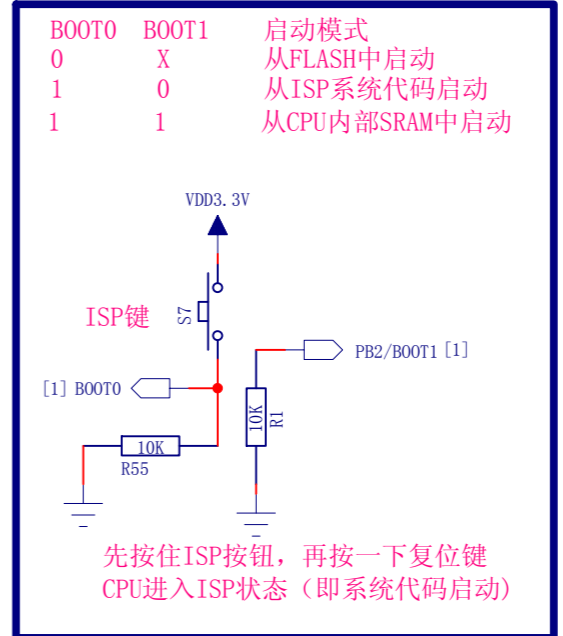 BOOT0 BOOT1 启动模式
0 X 从FLASH中启动
1 0 从ISP系统代码启动
1 1 从CPU内部SRAM中启动
VDD3.3V
ISP键
S7
PB2/BOOT1 [1]
[1] BOOT0
10K
R1
10K
R55
先按住ISP按钮，再按一下复位键
CPU进入ISP状态（即系统代码启动）